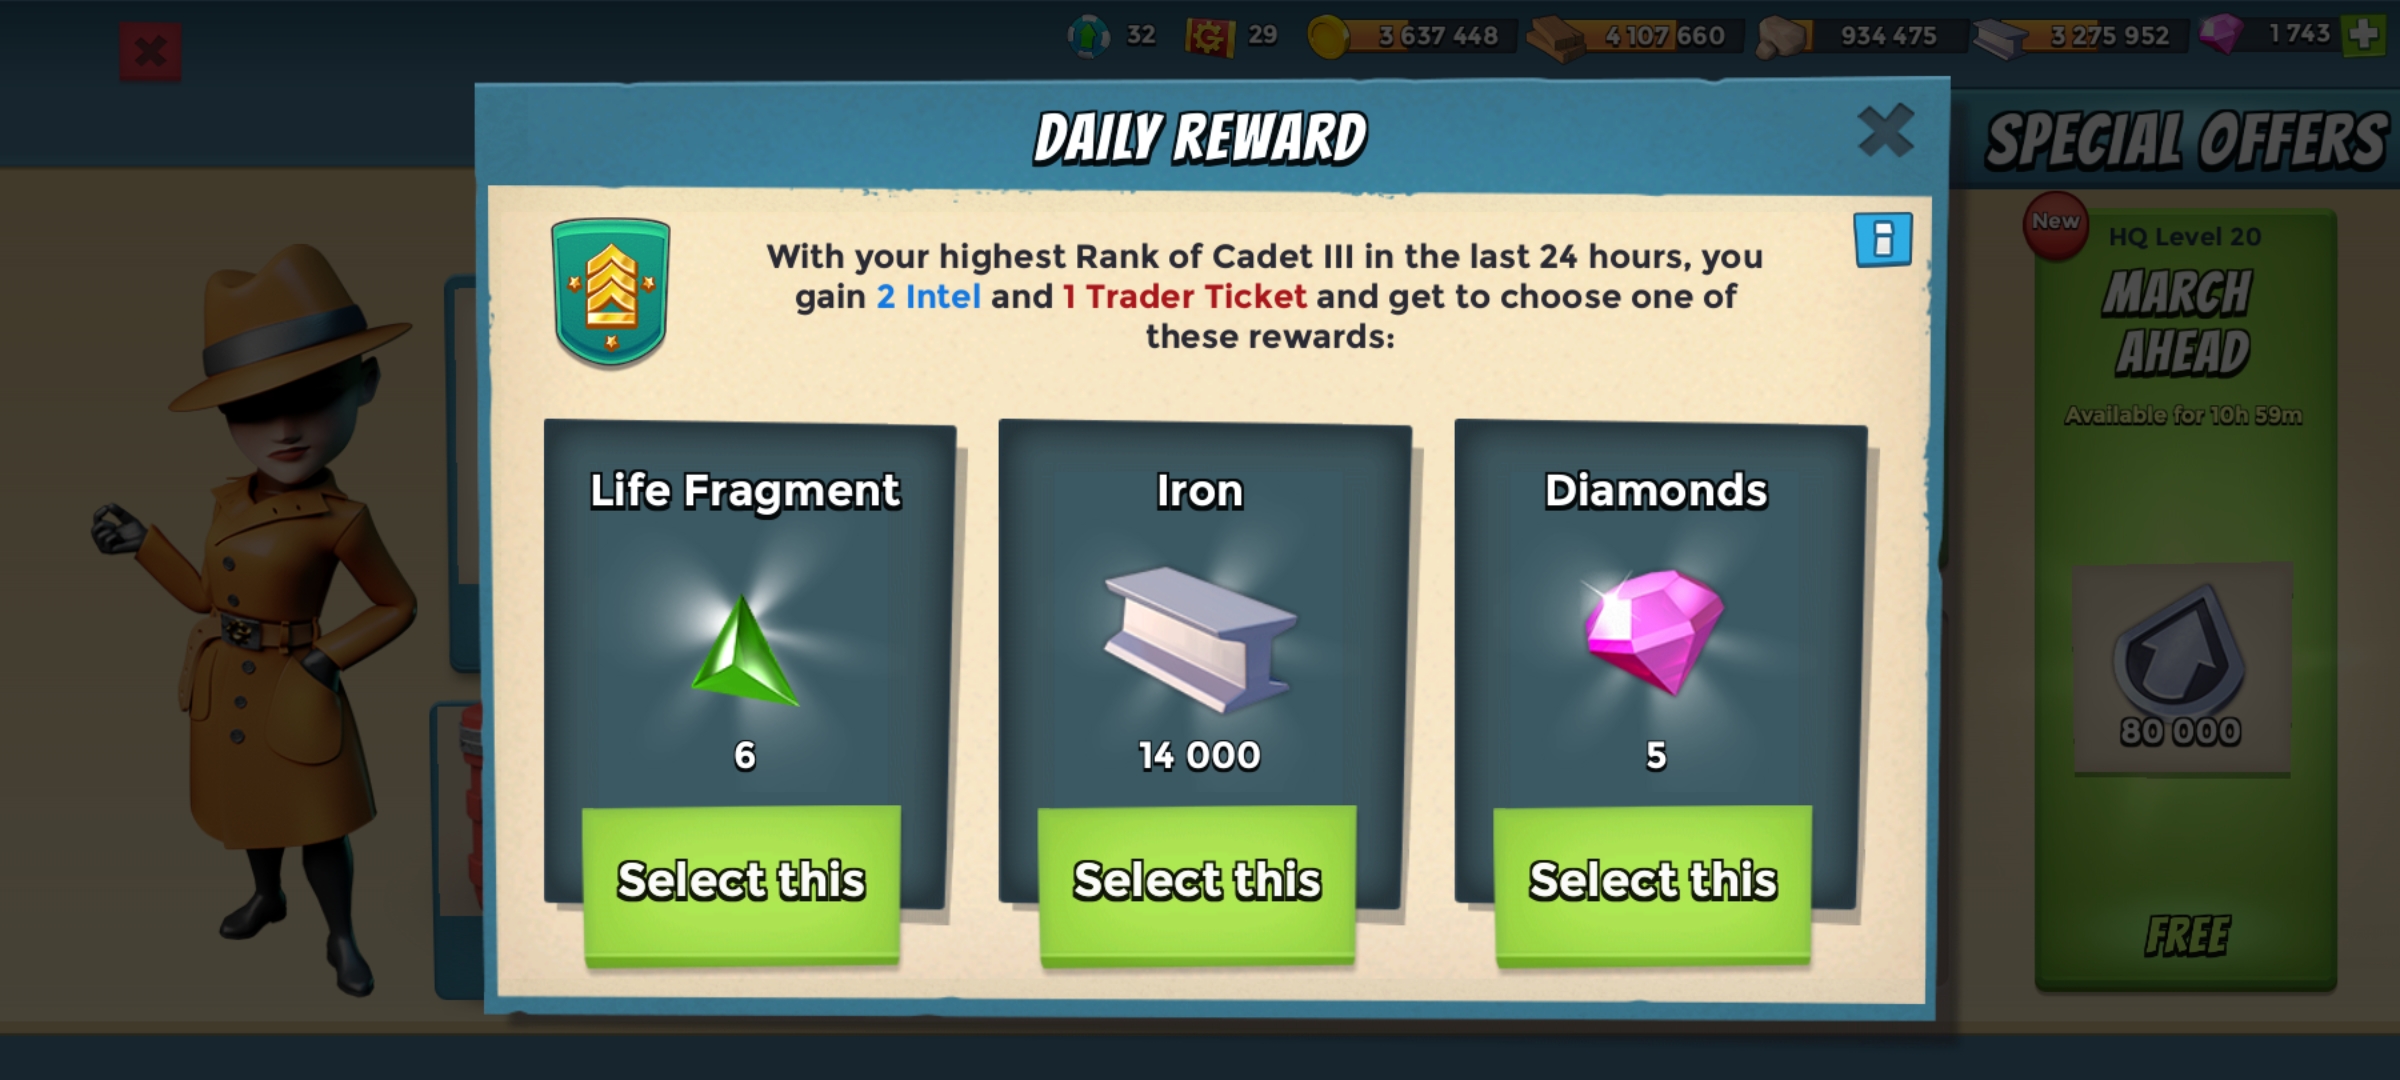 32
29
3 637 448
4 107 660
934 475
3 275 952
1 743
DAILY REWARD
SPECIAL OFFERS
With your highest Rank of Cadet III in the last 24 hours, you
gain 2 Intel and 1 Trader Ticket and get to choose one of
these rewards:
New
HQ Level 20
MARCH
AHEAD
Available for 10h 59m
80 000
FREE
Life Fragment
6
Select this
Iron
14 000
Select this
Diamonds
5
Select this